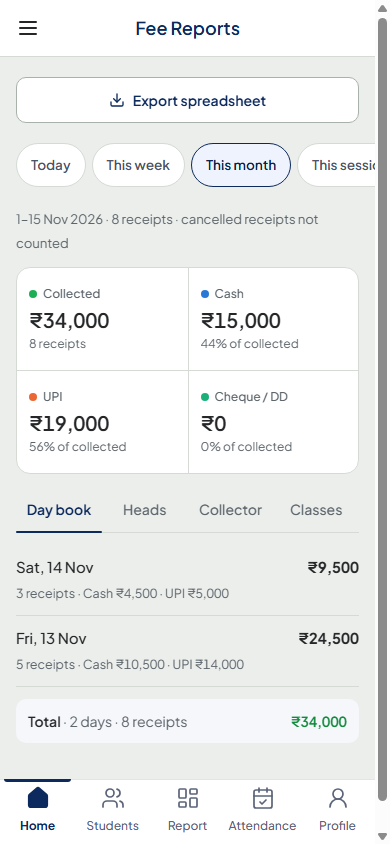 Fee Reports
Export spreadsheet
Today
This week
This month
This sessio
1–15 Nov 2026 · 8 receipts · cancelled receipts not
counted
Collected
₹34,000
8 receipts
Cash
₹15,000
44% of collected
UPI
₹19,000
56% of collected
Cheque / DD
₹0
0% of collected
Day book
Heads
Collector
Classes
Sat, 14 Nov
₹9,500
3 receipts · Cash ₹4,500 · UPI ₹5,000
Fri, 13 Nov
₹24,500
5 receipts · Cash ₹10,500 · UPI ₹14,000
Total · 2 days · 8 receipts
₹34,000
Home
Students
Report
Attendance
Profile